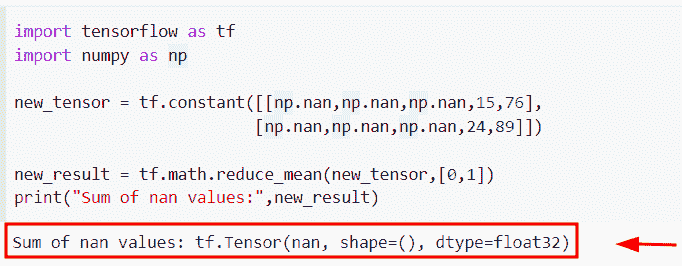 import tensorflow as tf
import numpy as np
new_tensor = tf.constant([[np.nan,np.nan,np.nan,15,76],
[np.nan,np.nan,np.nan,24,89]])
new_result = tf.math.reduce_mean(new_tensor,[0,1])
print("Sum of nan values:",new_result)
Sum of nan values: tf.Tensor(nan, shape=(), dtype=float32)